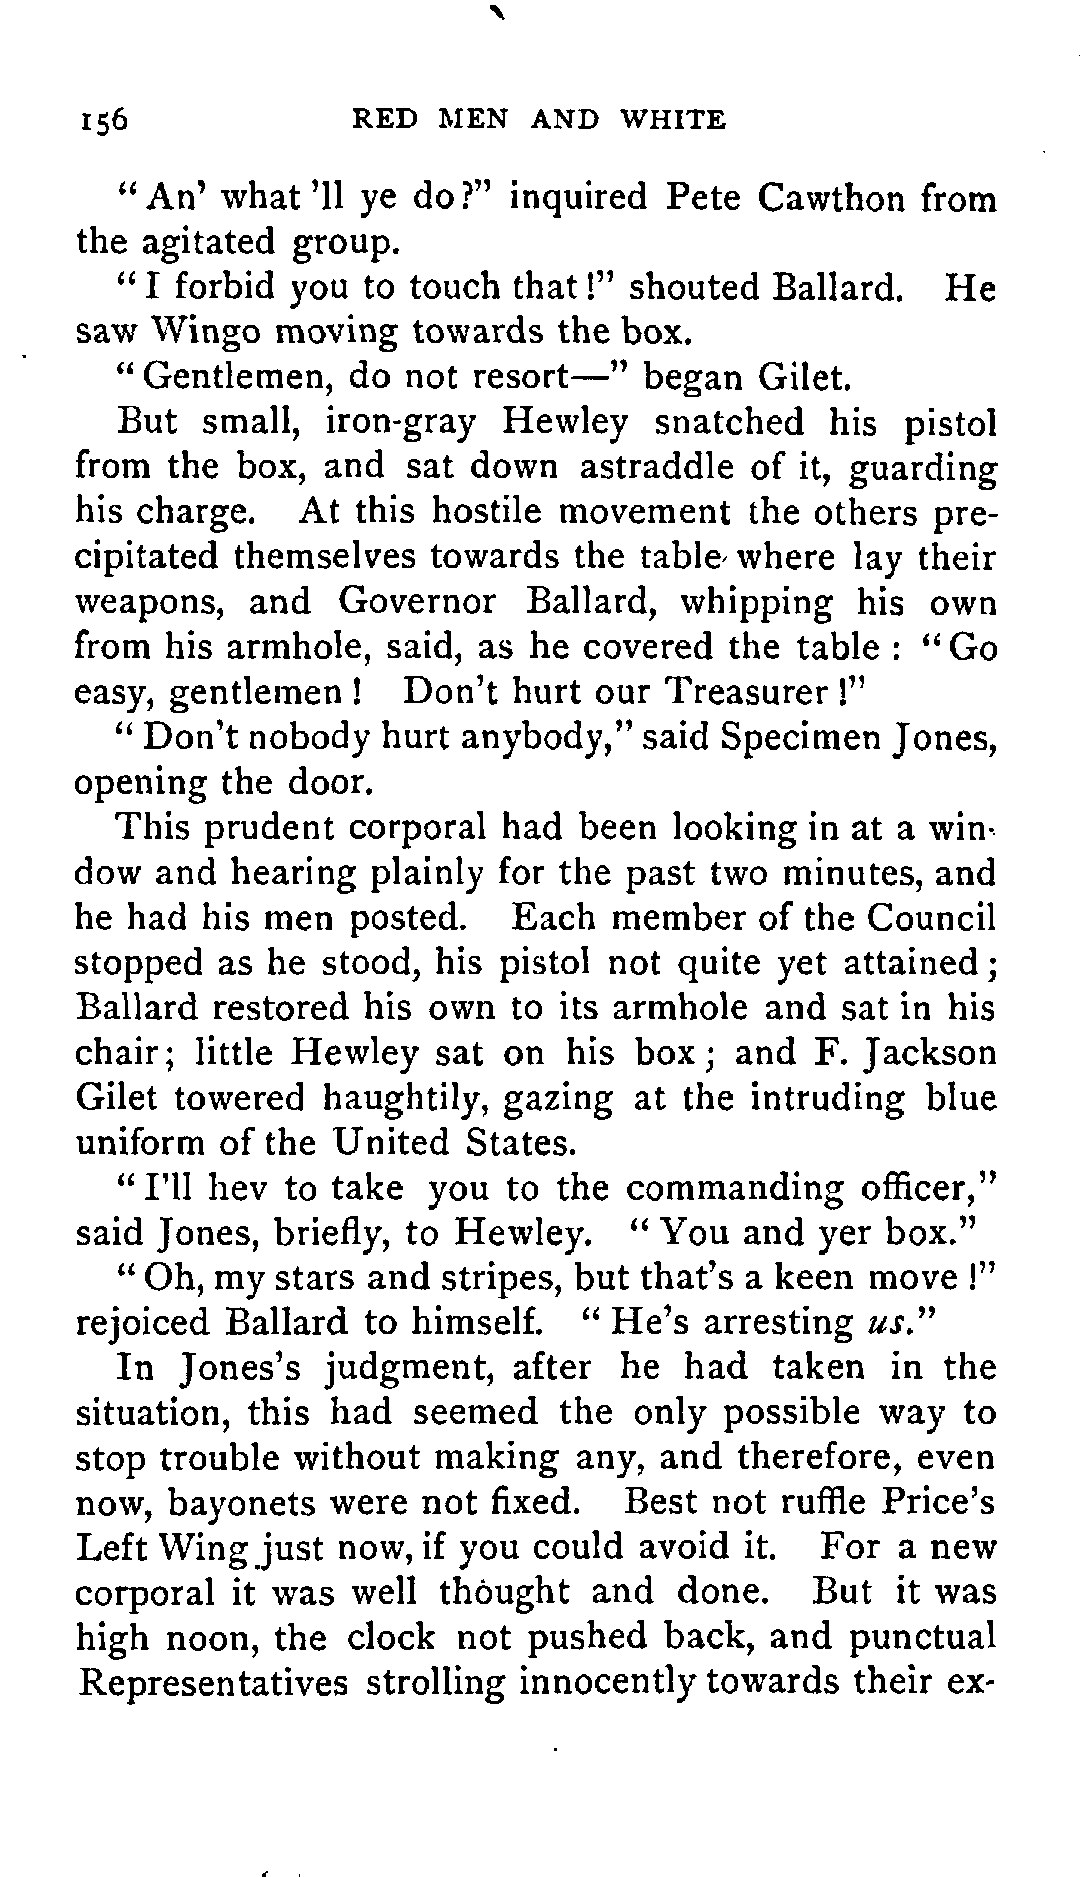 156 RED MEN AND WHITE
"An' what 'll ye do?" inquired Pete Cawthon from
the agitated group.
"I forbid you to touch that!" shouted Ballard. He
saw Wingo moving towards the box.
"Gentlemen, do not resort—" began Gilet.
But small, iron-gray Hewley snatched his pistol
from the box, and sat down astraddle of it, guarding
his charge. At this hostile movement the others pre-
cipitated themselves towards the table where lay their
weapons, and Governor Ballard, whipping his own
from his armhole, said, as he covered the table: "Go
easy, gentlemen! Don't hurt our Treasurer!"
"Don't nobody hurt anybody," said Specimen Jones,
opening the door.
This prudent corporal had been looking in at a win-
dow and hearing plainly for the past two minutes, and
he had his men posted. Each member of the Council
stopped as he stood, his pistol not quite yet attained;
Ballard restored his own to its armhole and sat in his
chair; little Hewley sat on his box; and F. Jackson
Gilet towered haughtily, gazing at the intruding blue
uniform of the United States.
"I'll hev to take you to the commanding officer,"
said Jones, briefly, to Hewley. "You and yer box."
"Oh, my stars and stripes, but that's a keen move!"
rejoiced Ballard to himself. "He's arresting us."
In Jones's judgment, after he had taken in the
situation, this had seemed the only possible way to
stop trouble without making any, and therefore, even
now, bayonets were not fixed. Best not ruffle Price's
Left Wing just now, if you could avoid it. For a new
corporal it was well thought and done. But it was
high noon, the clock not pushed back, and punctual
Representatives strolling innocently towards their ex-